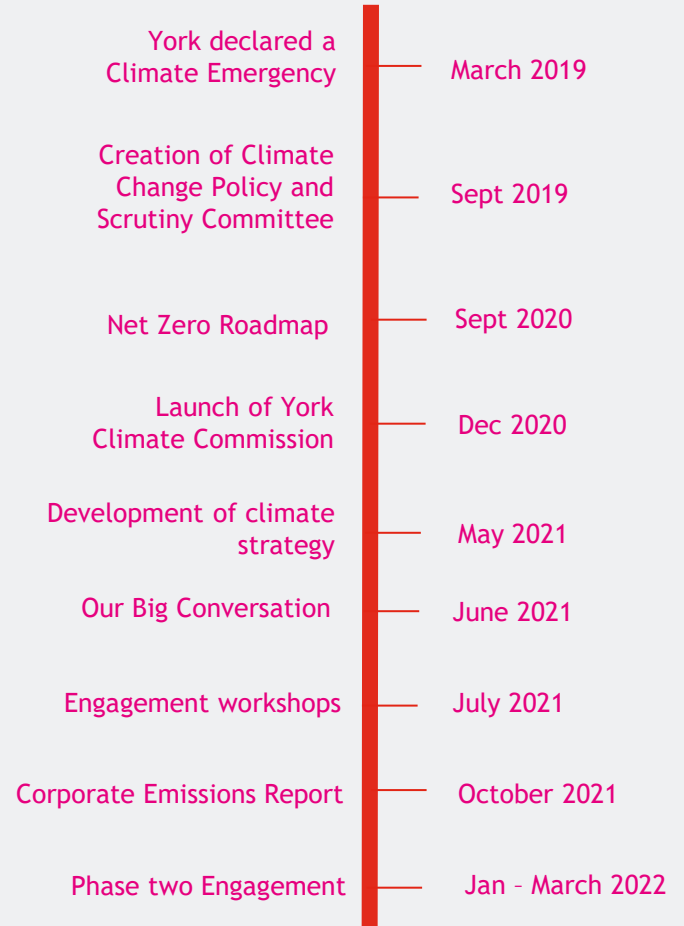 York declared a
Climate Emergency
March 2019
Creation of Climate
Change Policy and
Scrutiny Committee
Sept 2019
Net Zero Roadmap
Sept 2020
Launch of York
Climate Commission
Dec 2020
Development of climate
strategy
May 2021
Our Big Conversation
June 2021
Engagement workshops
July 2021
Corporate Emissions Report
October 2021
Phase two Engagement
Jan – March 2022